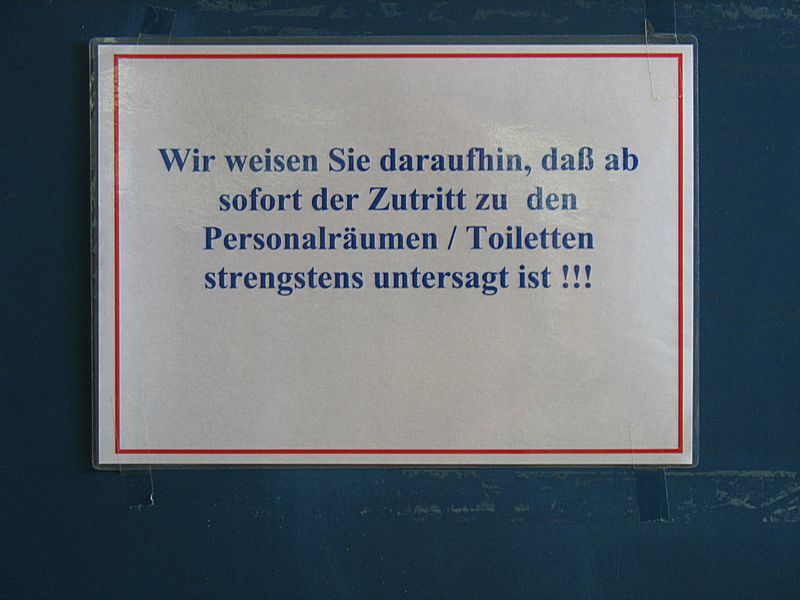 Wir weisen Sie daraufhin, daß ab
sofort der Zutritt zu  den
Personalräumen / Toiletten
strengstens untersagt ist !!!